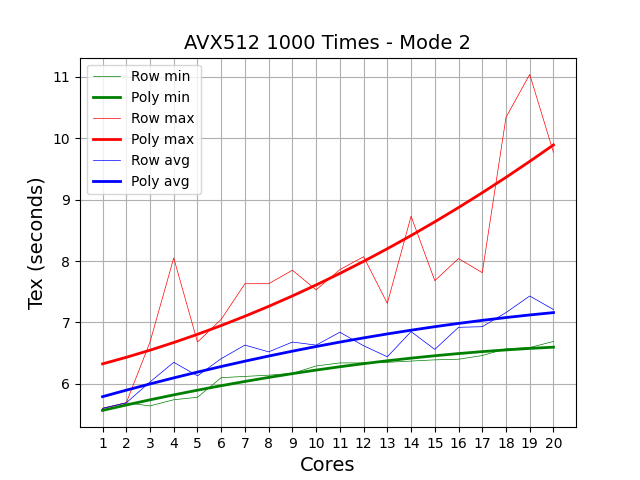 AVX512 1000 Times - Mode 2
Row min
Poly min
Row max
Poly max
Row avg
Poly avg
Tex (seconds)
11
10
9
8
7
6
1 2 3 4 5 6 7 8 9 10 11 12 13 14 15 16 17 18 19 20
Cores